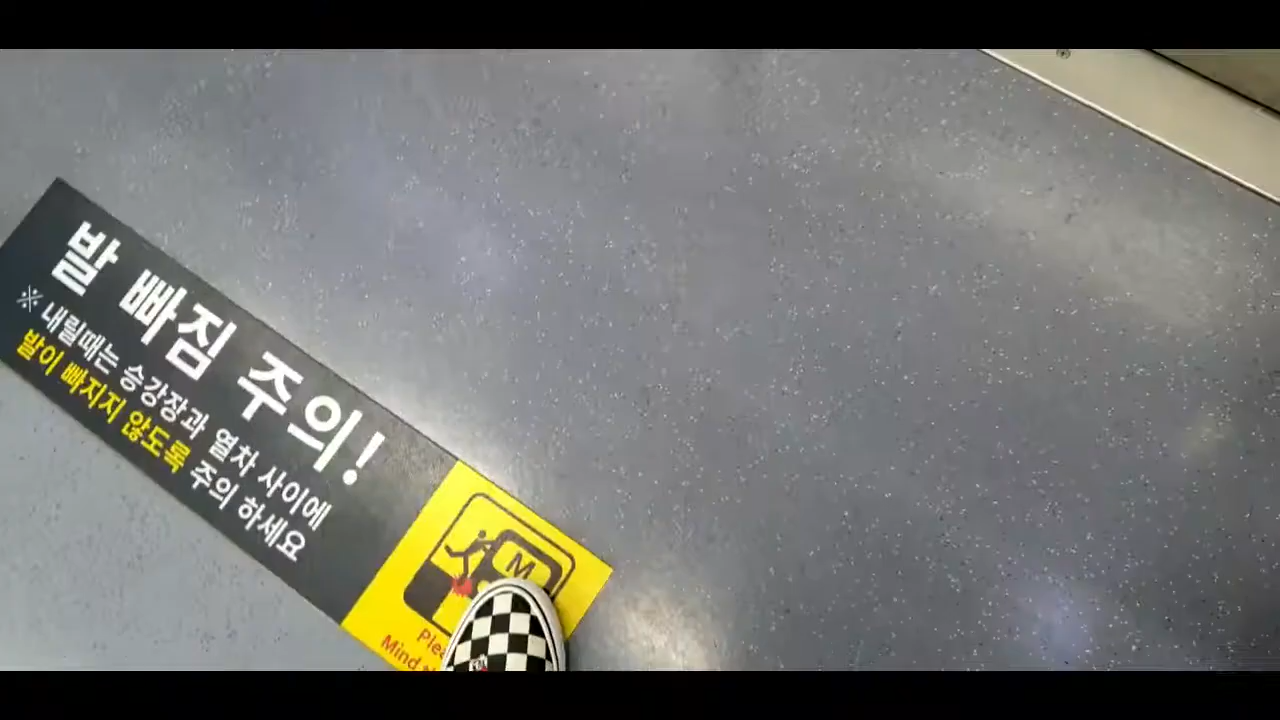 발 빠짐 주의!
※ 내릴때는 승강장과 열차 사이에
발이 빠지지 않도록 주의 하세요
M
Mind